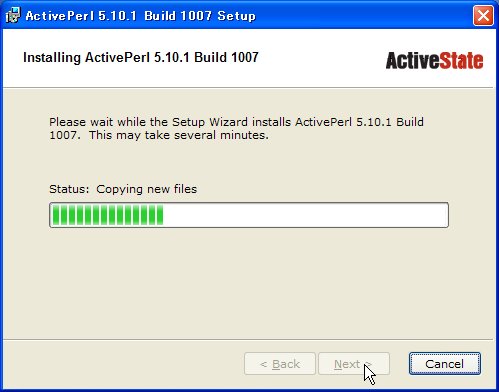 ActivePerl 5.10.1 Build 1007 Setup
Installing ActivePerl 5.10.1 Build 1007
ActiveState
Please wait while the Setup Wizard installs ActivePerl 5.10.1 Build
1007. This may take several minutes.
Status: Copying new files
< Back
Next >
Cancel